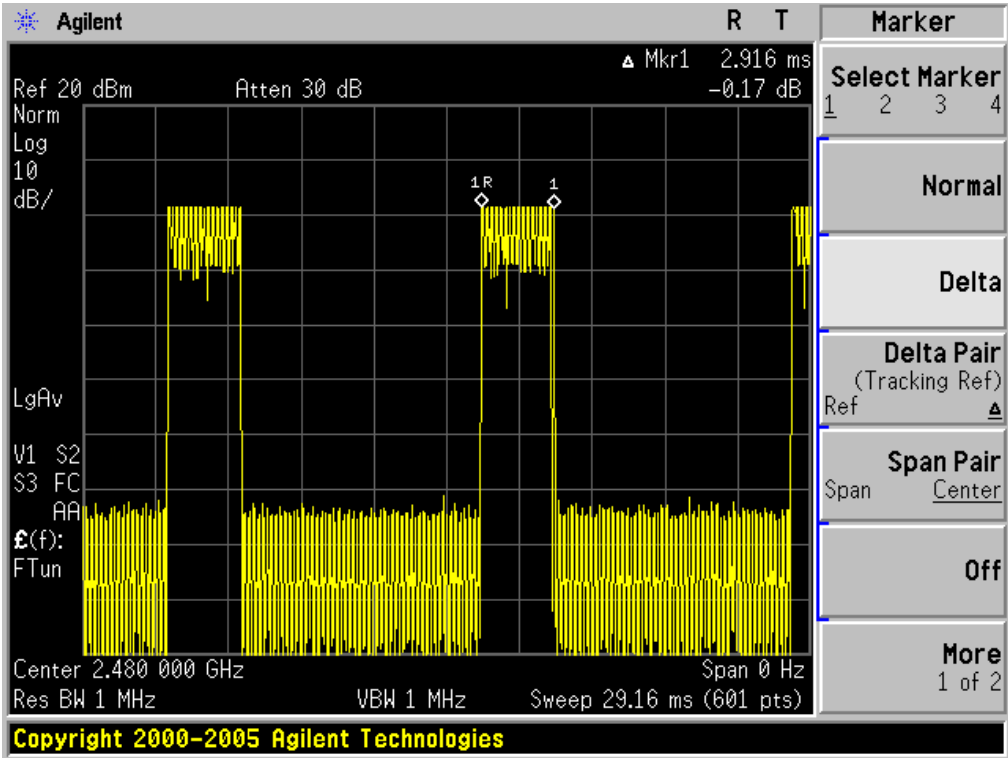 Agilent R T
Marker
Δ Mkr1 2.916 ms
Ref 20 dBm Atten 30 dB -0.17 dB
Norm
Log
10
dB/
1R 1
LgAv
V1 S2
S3 FC
AA
£(f):
FTun
Center 2.480 000 GHz Span 0 Hz
Res BW 1 MHz VBW 1 MHz Sweep 29.16 ms (601 pts)
Copyright 2000-2005 Agilent Technologies
Select Marker
1 2 3 4
Normal
Delta
Delta Pair
(Tracking Ref)
Ref Δ
Span Pair
Span Center
Off
More
1 of 2